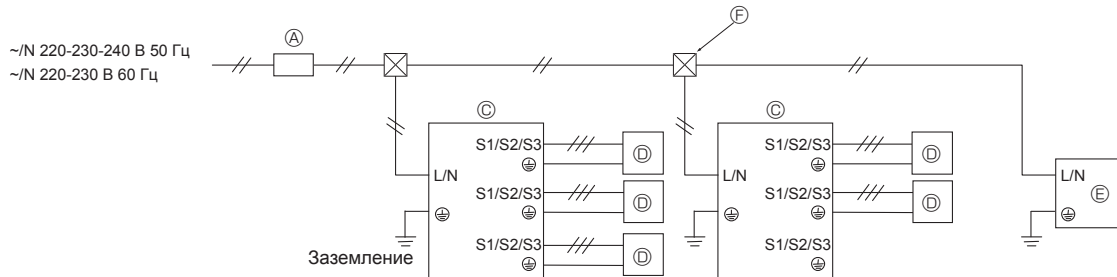 Ⓐ
Ⓕ
~/N 220-230-240 В 50 Гц
~/N 220-230 В 60 Гц
Ⓒ
Ⓒ
S1/S2/S3
Ⓓ
S1/S2/S3
Ⓓ
L/N
S1/S2/S3
Ⓓ
L/N
S1/S2/S3
Ⓓ
L/N
Ⓔ
Заземление
S1/S2/S3
Ⓓ
S1/S2/S3